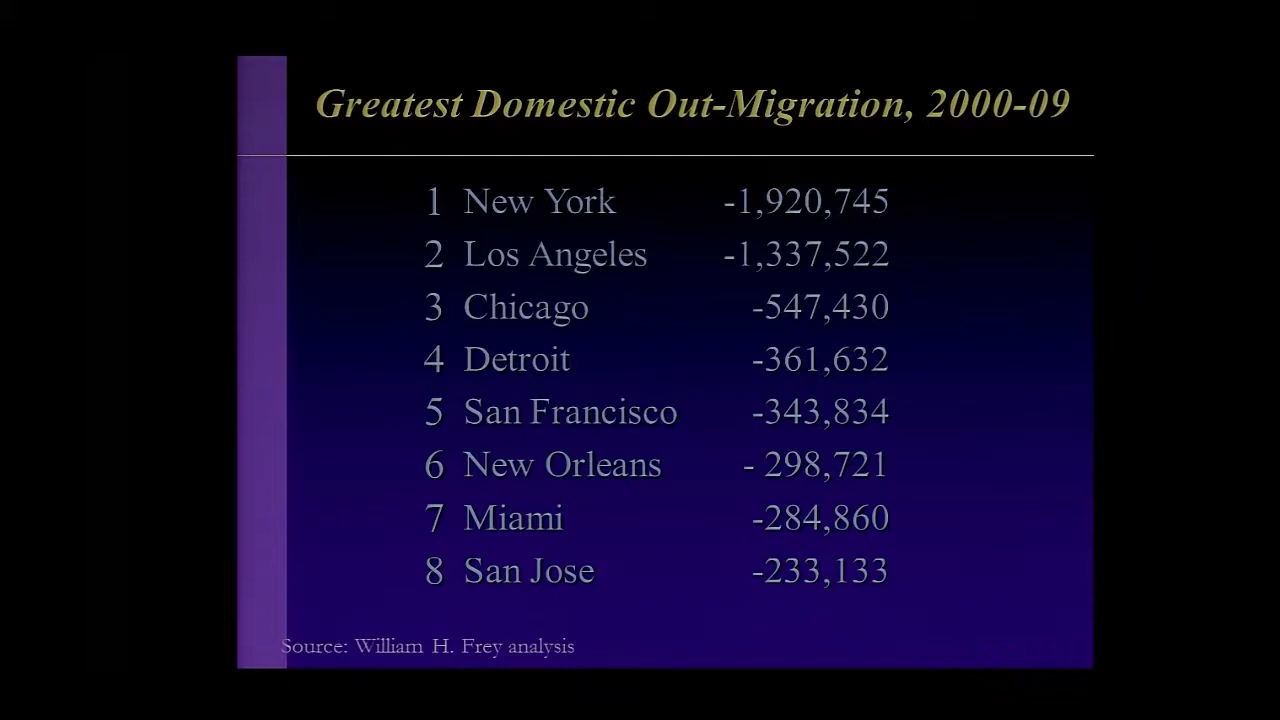 Greatest Domestic Out-Migration, 2000-09
1 New York -1,920,745
2 Los Angeles -1,337,522
3 Chicago -547,430
4 Detroit -361,632
5 San Francisco -343,834
6 New Orleans - 298,721
7 Miami -284,860
8 San Jose -233,133
Source: William H. Frey analysis